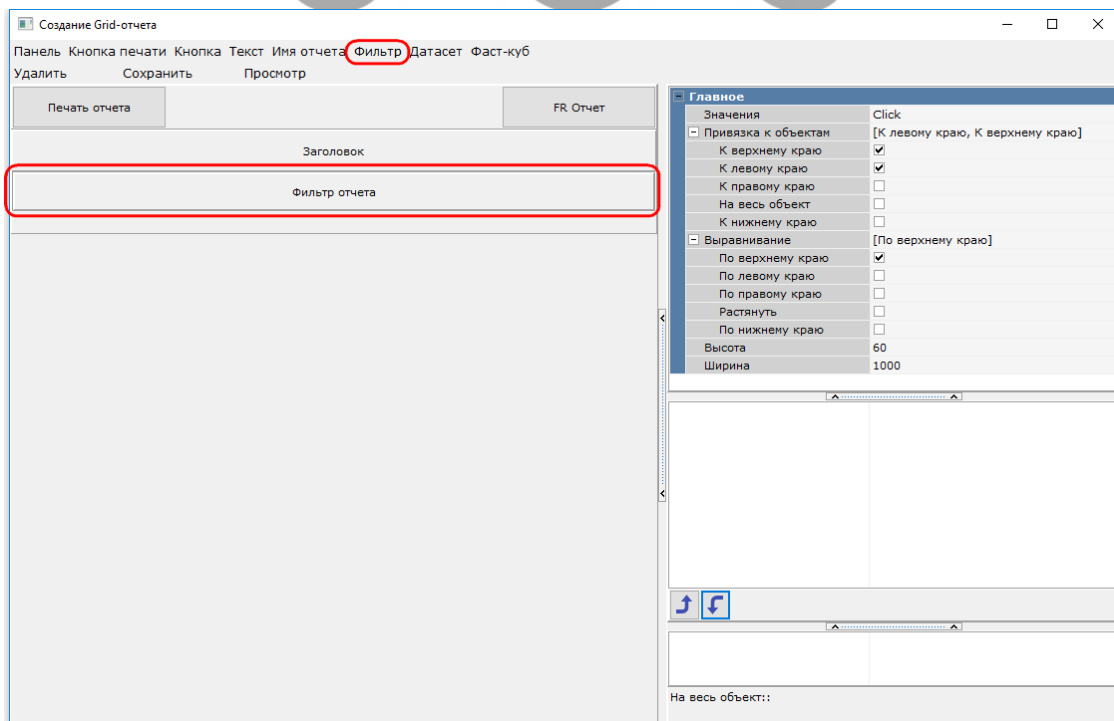 Создание Grid-отчета
Панель Кнопка печати Кнопка Текст Имя отчета Фильтр Датасет Фаст-куб
Удалить Сохранить Просмотр
Печать отчета
FR Отчет
Заголовок
Фильтр отчета
Главное
Значения Click
Привязка к объектам [К левому краю, К верхнему краю]
К верхнему краю
К левому краю
К правому краю
На весь объект
К нижнему краю
Выравнивание [По верхнему краю]
По верхнему краю
По левому краю
По правому краю
Растянуть
По нижнему краю
Высота 60
Ширина 1000
На весь объект::